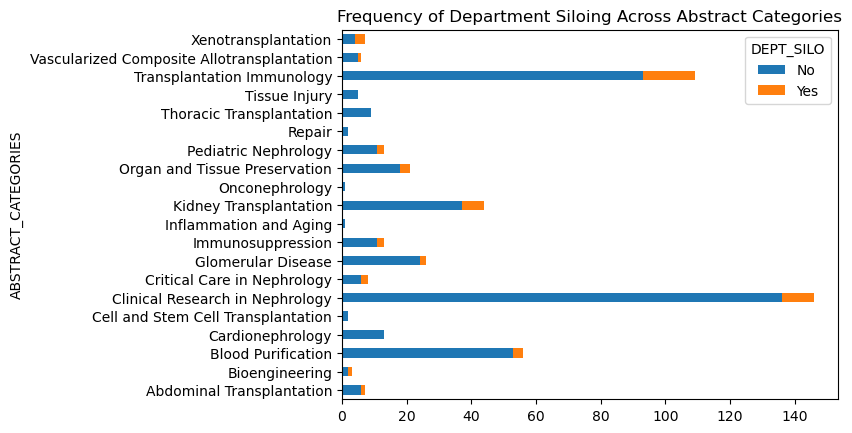 Frequency of Department Siloing Across Abstract Categories
DEPT_SILO
No
Yes
ABSTRACT_CATEGORIES
Xenotransplantation
Vascularized Composite Allotransplantation
Transplantation Immunology
Tissue Injury
Thoracic Transplantation
Repair
Pediatric Nephrology
Organ and Tissue Preservation
Onconephrology
Kidney Transplantation
Inflammation and Aging
Immunosuppression
Glomerular Disease
Critical Care in Nephrology
Clinical Research in Nephrology
Cell and Stem Cell Transplantation
Cardionephrology
Blood Purification
Bioengineering
Abdominal Transplantation
0 20 40 60 80 100 120 140